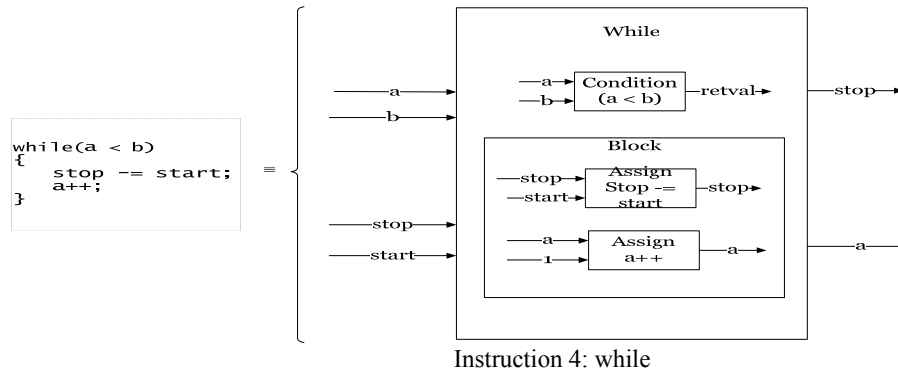 while(a < b)
{
stop -= start;
a++;
}
≡
a
b
stop
start
While
a
b
Condition
(a < b)
retval
Block
stop
start
Assign
Stop -=
start
stop
a
1
Assign
a++
a
stop
a
Instruction 4: while